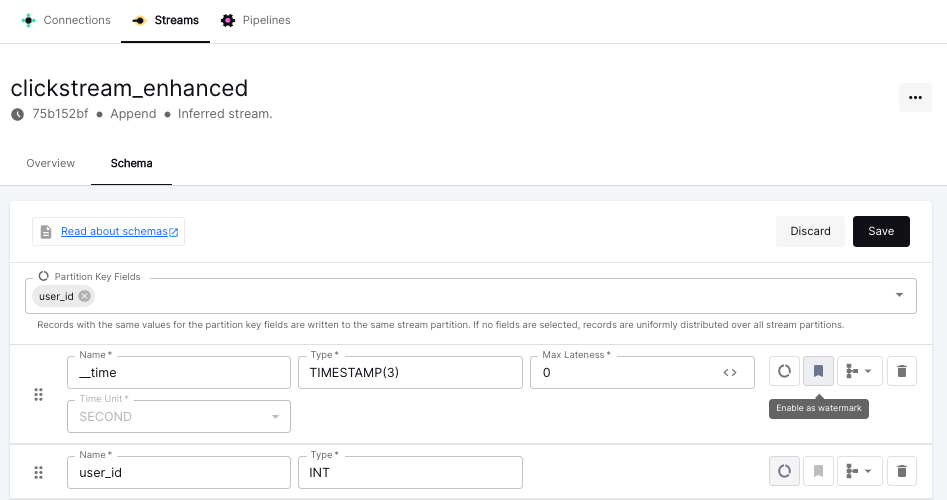 Connections Streams Pipelines
clickstream_enhanced
75b152bf ● Append ● Inferred stream.
Overview Schema
Read about schemas Discard Save
Partition Key Fields
user_id
Records with the same values for the partition key fields are written to the same stream partition. If no fields are selected, records are uniformly distributed over all stream partitions.
Name * Type * Max Lateness *
__time TIMESTAMP(3) 0 <>
Time Unit * Enable as watermark
SECOND
Name * Type *
user_id INT